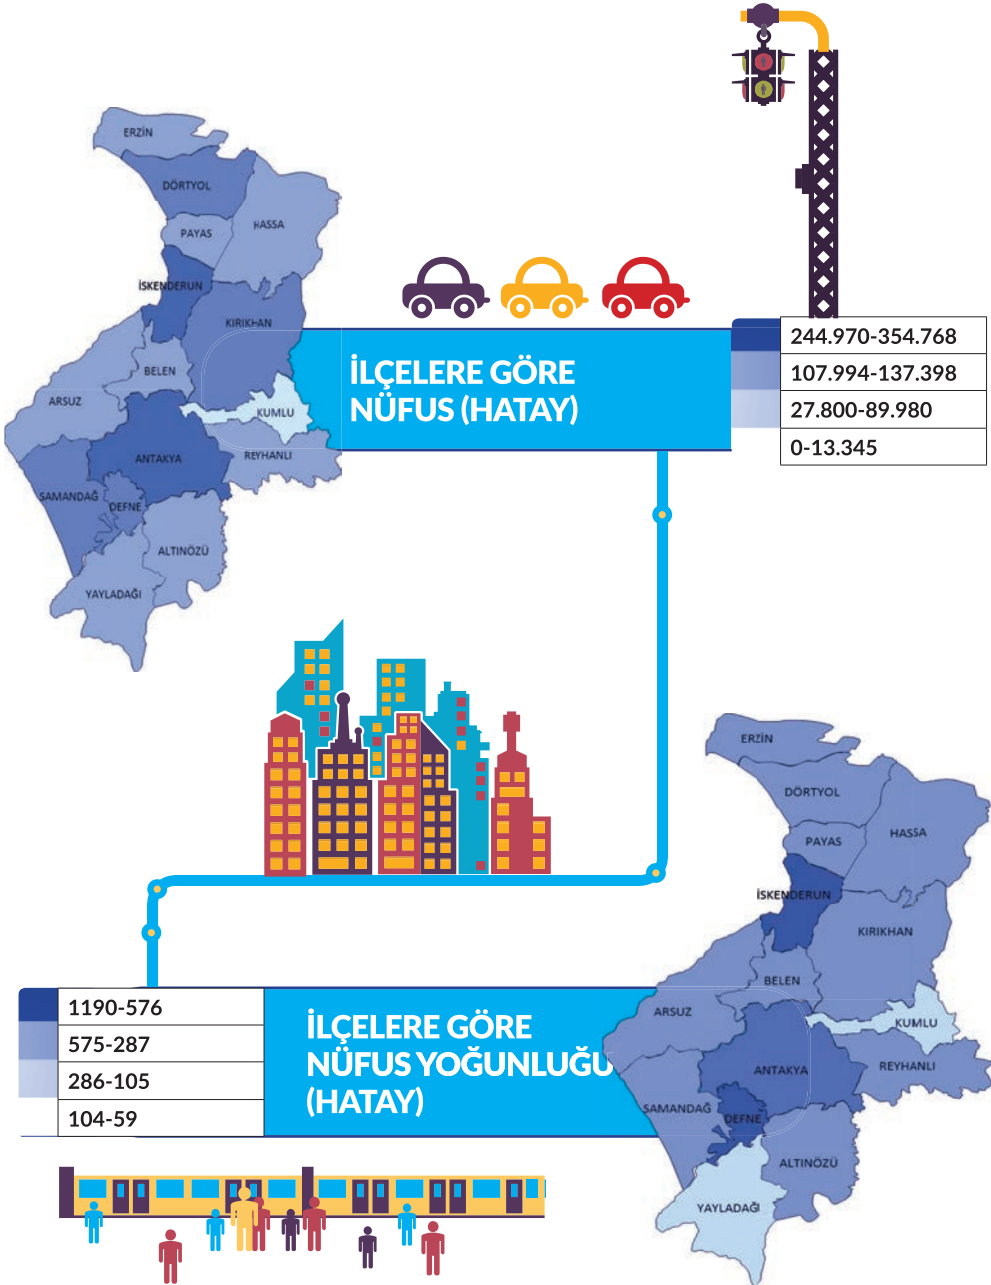 ERZİN
DÖRTYOL
HASSA
PAYAS
İSKENDERUN
KIRIKHAN
BELEN
ARSUZ
KUMLU
ANTAKYA
REYHANLI
SAMANDAĞ
DEFNE
ALTINÖZÜ
YAYLADAĞI
İLÇELERE GÖRE
NÜFUS (HATAY)
244.970-354.768
107.994-137.398
27.800-89.980
0-13.345
ERZİN
DÖRTYOL
HASSA
PAYAS
İSKENDERUN
KIRIKHAN
BELEN
ARSUZ
KUMLU
ANTAKYA
REYHANLI
SAMANDAĞ
DEFNE
ALTINÖZÜ
YAYLADAĞI
1190-576
575-287
286-105
104-59
İLÇELERE GÖRE
NÜFUS YOĞUNLUĞU
(HATAY)